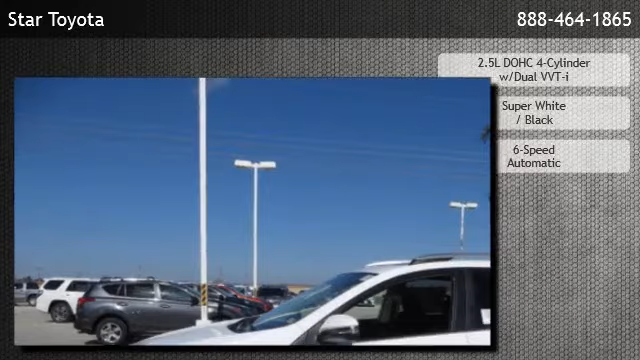 Star Toyota
888-464-1865
2.5L DOHC 4-Cylinder
w/Dual VVT-i
Super White
/ Black
6-Speed
Automatic